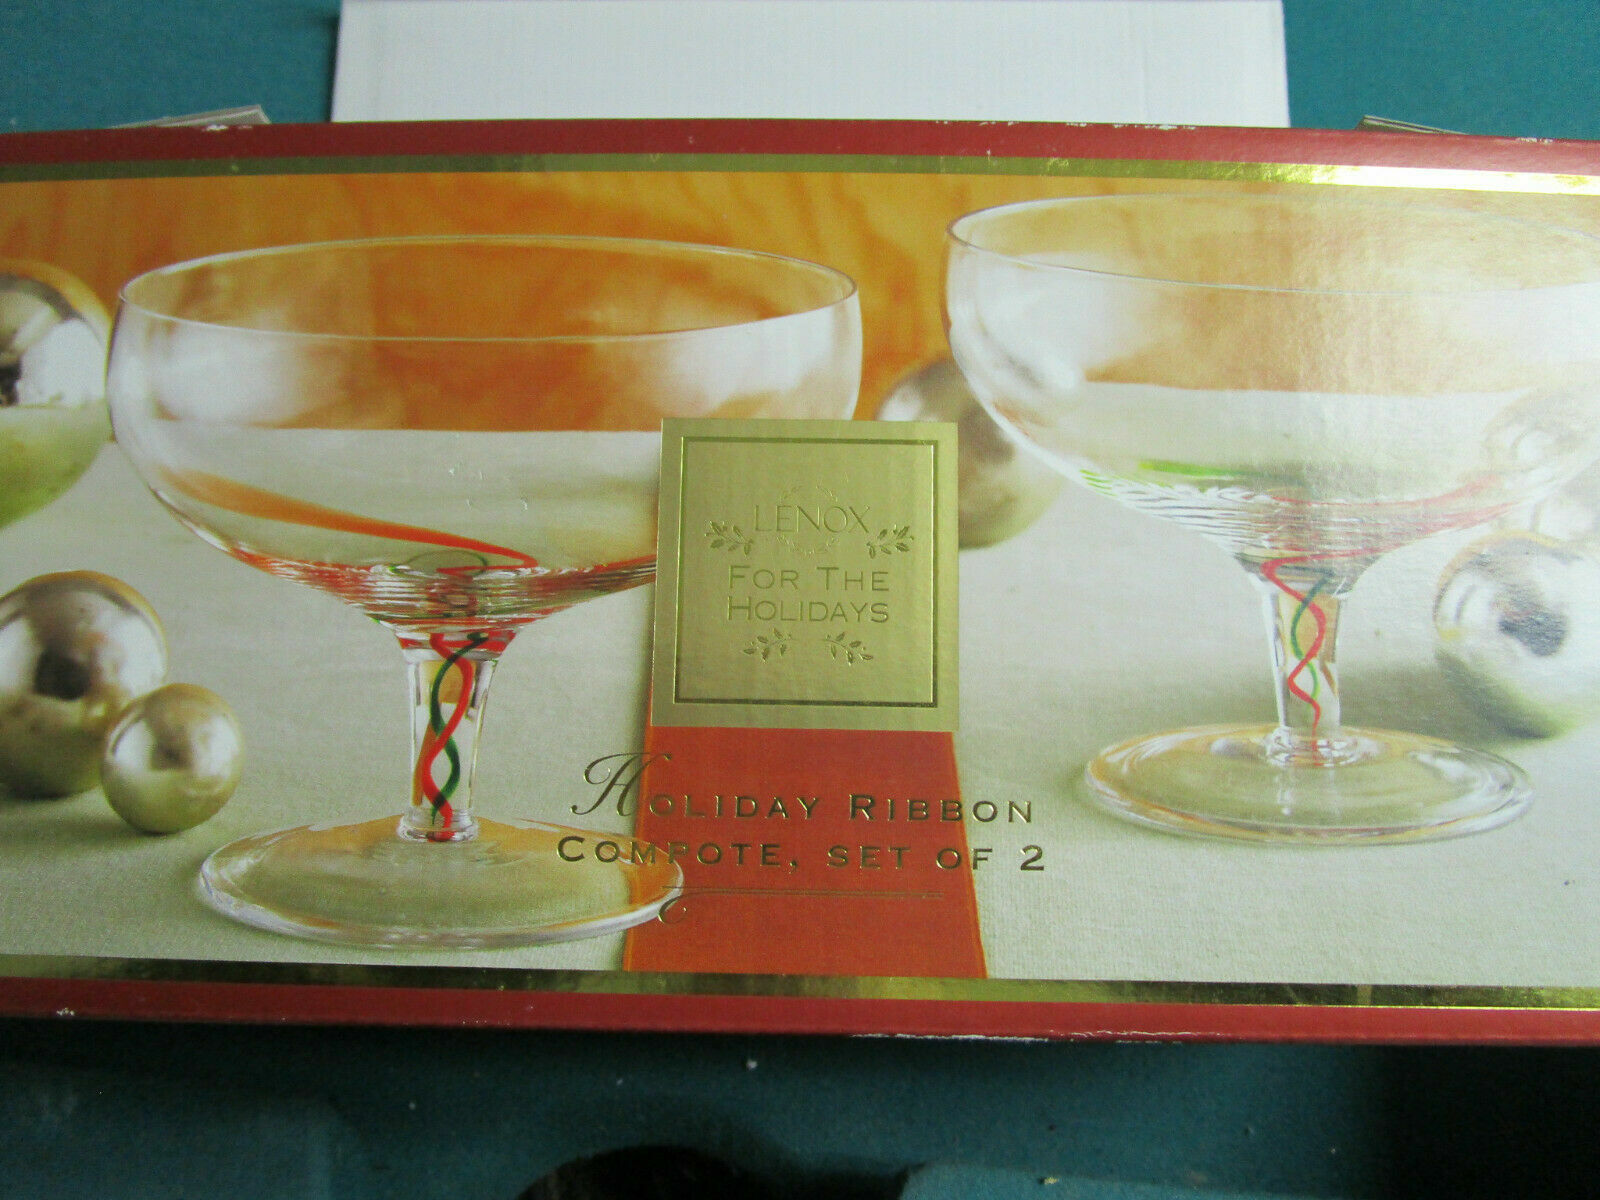 LENOX
FOR THE
HOLIDAYS
HOLIDAY RIBBON
COMPOTE, SET OF 2